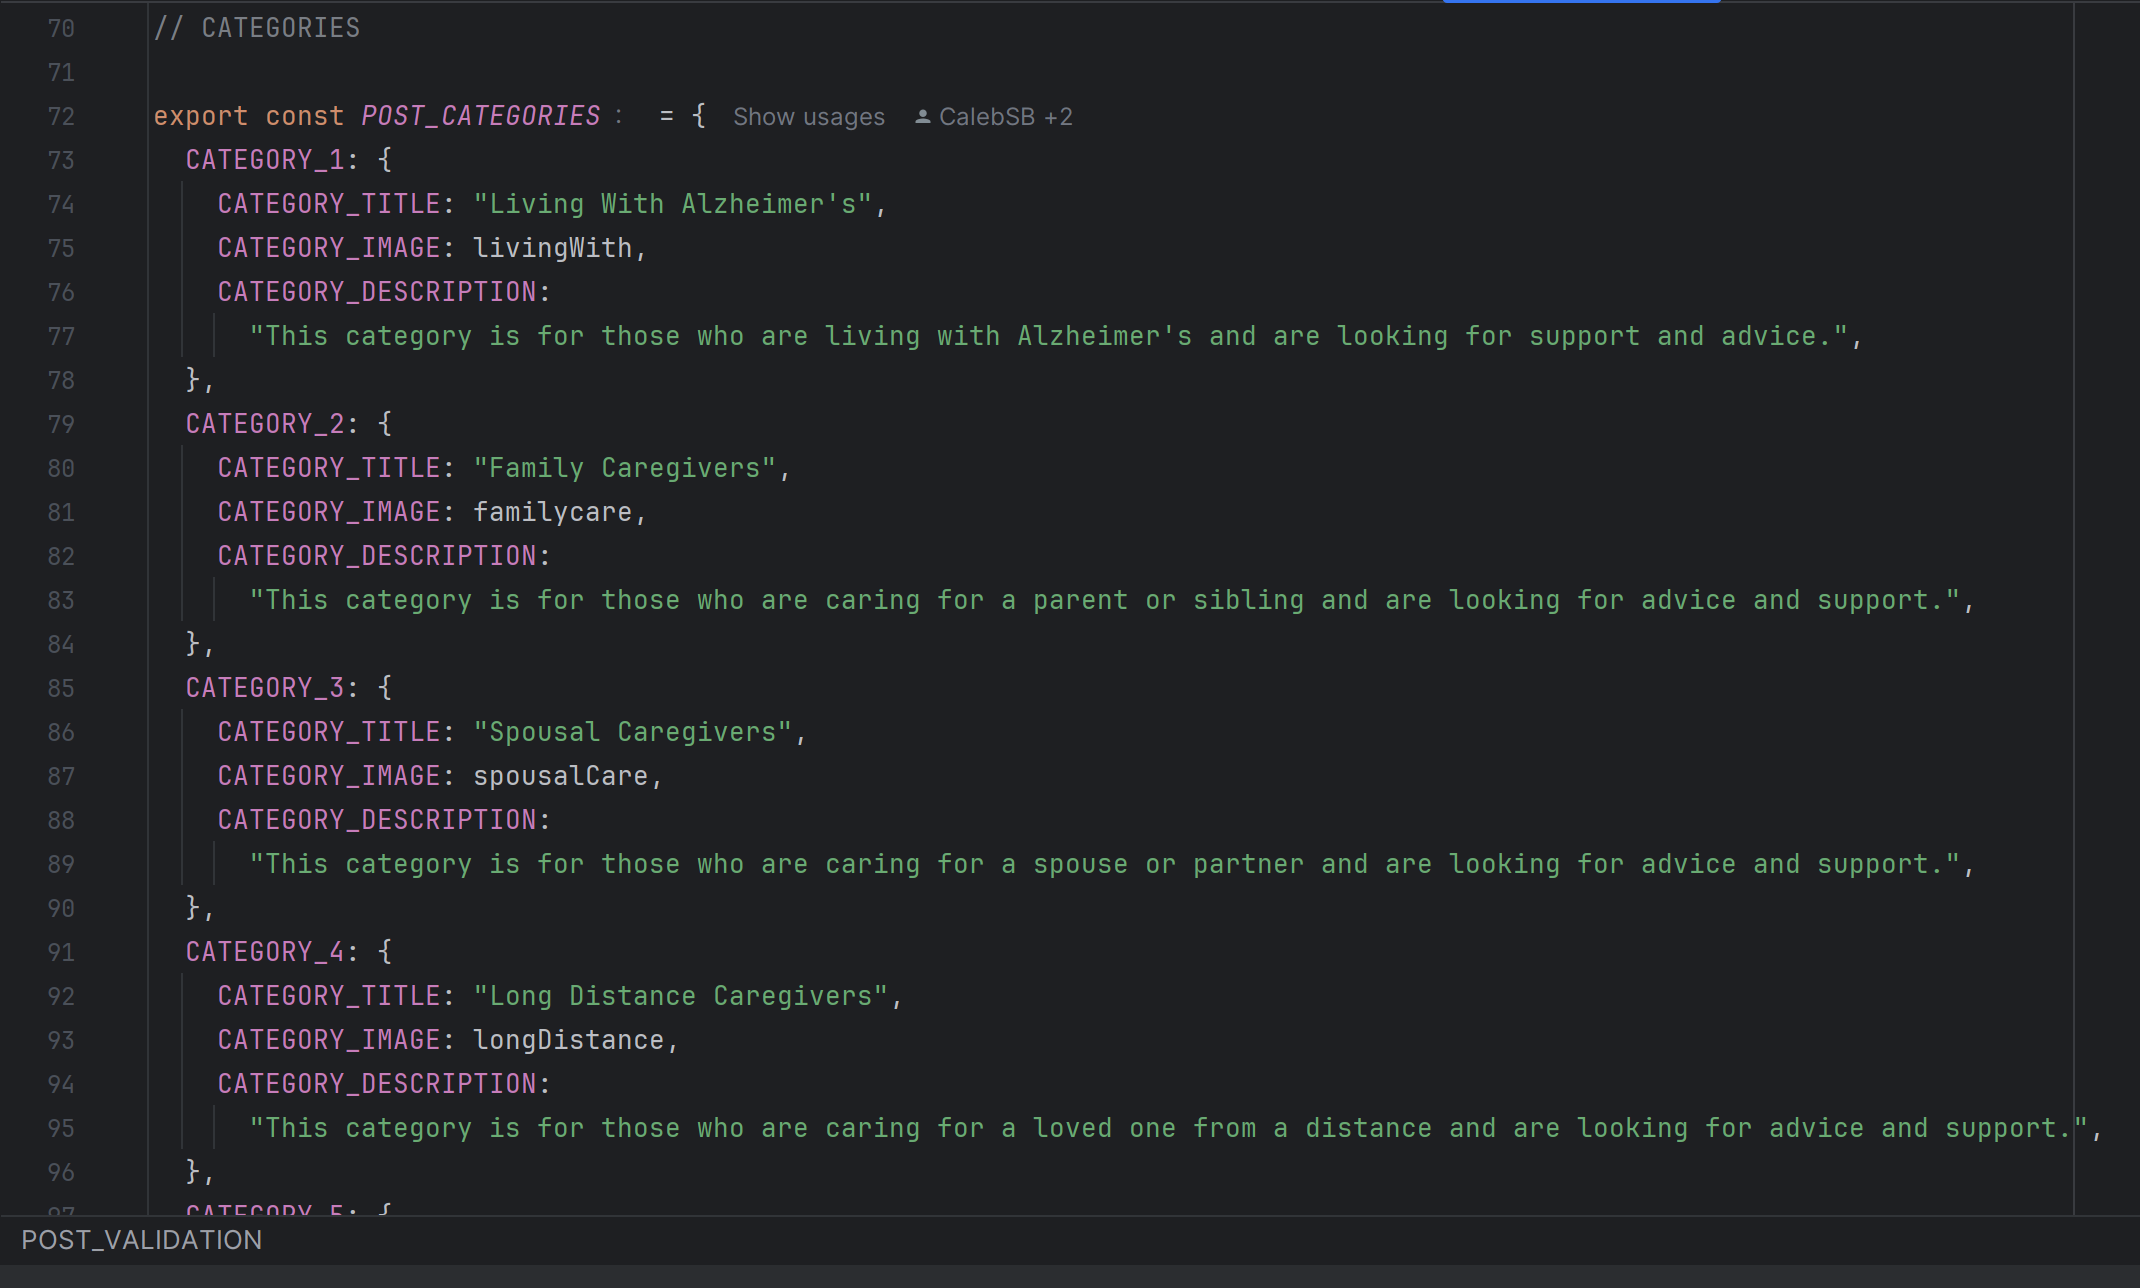 70 // CATEGORIES
71
72 export const POST_CATEGORIES : = { Show usages CalebSB +2
73 CATEGORY_1: {
74 CATEGORY_TITLE: "Living With Alzheimer's",
75 CATEGORY_IMAGE: livingWith,
76 CATEGORY_DESCRIPTION:
77 "This category is for those who are living with Alzheimer's and are looking for support and advice.",
78 },
79 CATEGORY_2: {
80 CATEGORY_TITLE: "Family Caregivers",
81 CATEGORY_IMAGE: familycare,
82 CATEGORY_DESCRIPTION:
83 "This category is for those who are caring for a parent or sibling and are looking for advice and support.",
84 },
85 CATEGORY_3: {
86 CATEGORY_TITLE: "Spousal Caregivers",
87 CATEGORY_IMAGE: spousalCare,
88 CATEGORY_DESCRIPTION:
89 "This category is for those who are caring for a spouse or partner and are looking for advice and support.",
90 },
91 CATEGORY_4: {
92 CATEGORY_TITLE: "Long Distance Caregivers",
93 CATEGORY_IMAGE: longDistance,
94 CATEGORY_DESCRIPTION:
95 "This category is for those who are caring for a loved one from a distance and are looking for advice and support.",
96 },
97 CATEGORY_5: {
POST_VALIDATION